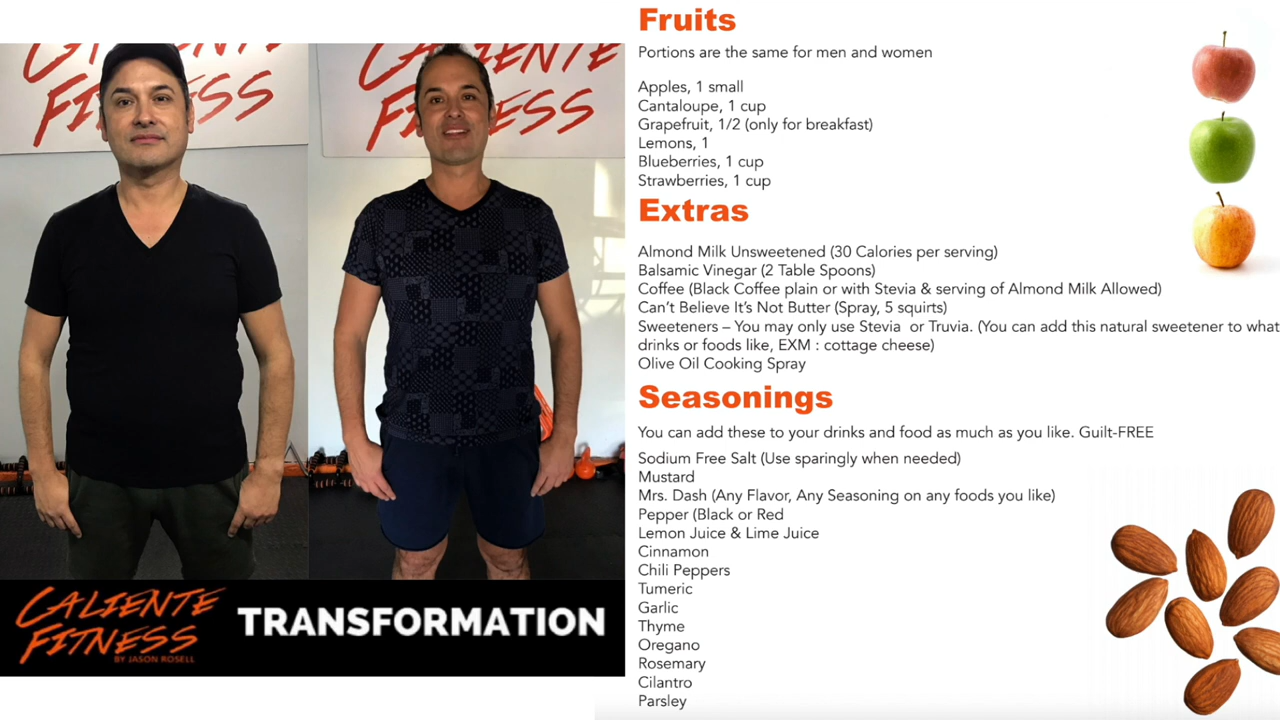 CALIENTE
FITNESS
CALIENTE
FITNESS
CALIENTE
FITNESS
BY JASON ROSELL
TRANSFORMATION
Fruits
Portions are the same for men and women
Apples, 1 small
Cantaloupe, 1 cup
Grapefruit, 1/2 (only for breakfast)
Lemons, 1
Blueberries, 1 cup
Strawberries, 1 cup
Extras
Almond Milk Unsweetened (30 Calories per serving)
Balsamic Vinegar (2 Table Spoons)
Coffee (Black Coffee plain or with Stevia & serving of Almond Milk Allowed)
Can't Believe It's Not Butter (Spray, 5 squirts)
Sweeteners – You may only use Stevia or Truvia. (You can add this natural sweetener to what
drinks or foods like, EXM : cottage cheese)
Olive Oil Cooking Spray
Seasonings
You can add these to your drinks and food as much as you like. Guilt-FREE
Sodium Free Salt (Use sparingly when needed)
Mustard
Mrs. Dash (Any Flavor, Any Seasoning on any foods you like)
Pepper (Black or Red
Lemon Juice & Lime Juice
Cinnamon
Chili Peppers
Tumeric
Garlic
Thyme
Oregano
Rosemary
Cilantro
Parsley